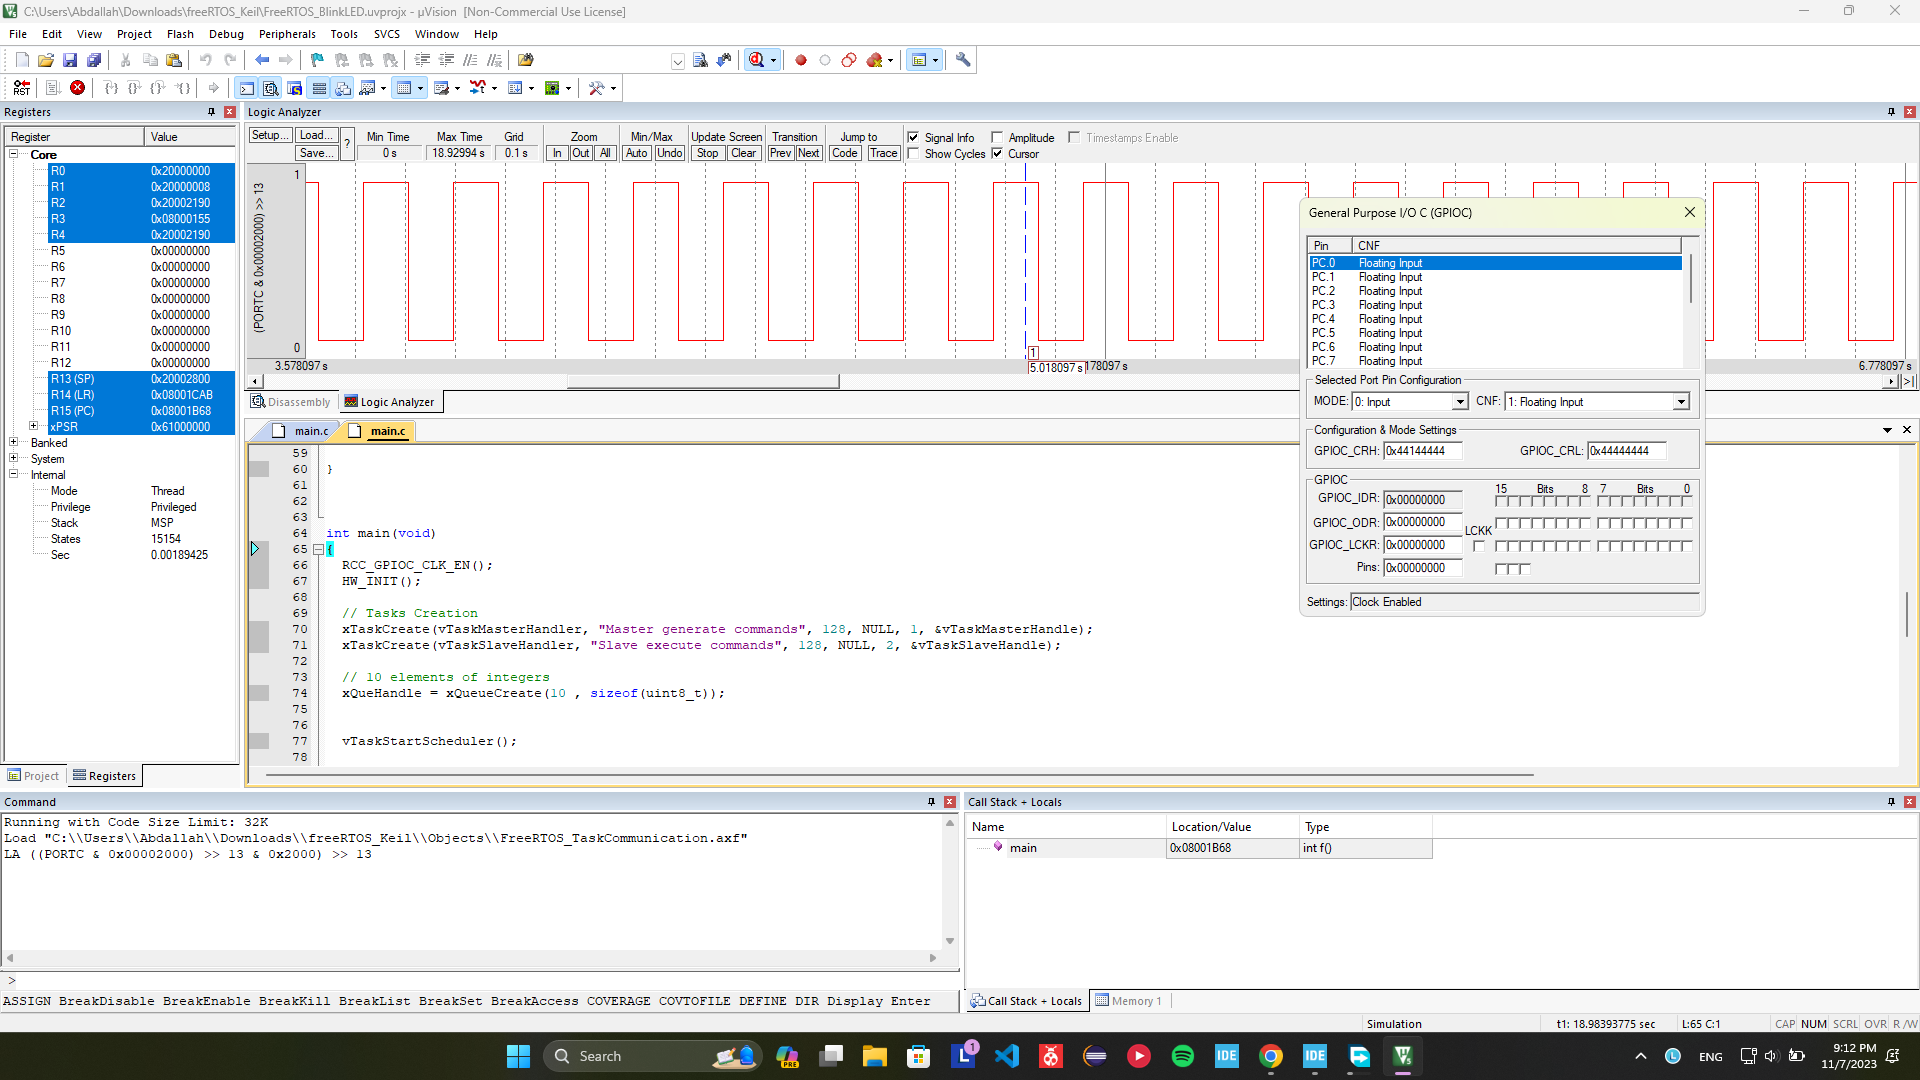 C:\Users\Abdallah\Downloads\freeRTOS_Keil\FreeRTOS_BlinkLED.uvprojx - µVision [Non-Commercial Use License]
File Edit View Project Flash Debug Peripherals Tools SVCS Window Help
RST
Registers
Register Value
Core
R0 0x20000000
R1 0x20000008
R2 0x20002190
R3 0x08000155
R4 0x20002190
R5 0x00000000
R6 0x00000000
R7 0x00000000
R8 0x00000000
R9 0x00000000
R10 0x00000000
R11 0x00000000
R12 0x00000000
R13 (SP) 0x20002800
R14 (LR) 0x08001CAB
R15 (PC) 0x08001B68
xPSR 0x61000000
Banked
System
Internal
Mode Thread
Privilege Privileged
Stack MSP
States 15154
Sec 0.00189425
Project Registers
Logic Analyzer
Setup... Load... ? Min Time Max Time Grid Zoom Min/Max Update Screen Transition Jump to Signal Info Amplitude Timestamps Enable
Save... 0 s 18.92994 s 0.1 s In Out All Auto Undo Stop Clear Prev Next Code Trace Show Cycles Cursor
1
(PORTC & 0x00002000) >> 13
0
1
3.578097 s 5.018097 s 178097 s 6.778097 s
Disassembly Logic Analyzer
main.c main.c
59
60 }
61
62
63
64 int main(void)
65 {
66 RCC_GPIOC_CLK_EN();
67 HW_INIT();
68
69 // Tasks Creation
70 xTaskCreate(vTaskMasterHandler, "Master generate commands", 128, NULL, 1, &vTaskMasterHandle);
71 xTaskCreate(vTaskSlaveHandler, "Slave execute commands", 128, NULL, 2, &vTaskSlaveHandle);
72
73 // 10 elements of integers
74 xQueHandle = xQueueCreate(10 , sizeof(uint8_t));
75
76
77 vTaskStartScheduler();
78
General Purpose I/O C (GPIOC)
Pin CNF
PC.0 Floating Input
PC.1 Floating Input
PC.2 Floating Input
PC.3 Floating Input
PC.4 Floating Input
PC.5 Floating Input
PC.6 Floating Input
PC.7 Floating Input
Selected Port Pin Configuration
MODE: 0: Input CNF: 1: Floating Input
Configuration & Mode Settings
GPIOC_CRH: 0x44144444 GPIOC_CRL: 0x44444444
GPIOC
15 Bits 8 7 Bits 0
GPIOC_IDR: 0x00000000
GPIOC_ODR: 0x00000000
LCKK
GPIOC_LCKR: 0x00000000
Pins: 0x00000000
Settings: Clock Enabled
Command
Running with Code Size Limit: 32K
Load "C:\\Users\\Abdallah\\Downloads\\freeRTOS_Keil\\Objects\\FreeRTOS_TaskCommunication.axf"
LA ((PORTC & 0x00002000) >> 13 & 0x2000) >> 13
>
ASSIGN BreakDisable BreakEnable BreakKill BreakList BreakSet BreakAccess COVERAGE COVTOFILE DEFINE DIR Display Enter
Call Stack + Locals
Name Location/Value Type
main 0x08001B68 int f()
Call Stack + Locals Memory 1
Simulation t1: 18.98393775 sec L:65 C:1 CAP NUM SCRL OVR R/W
Search PRE L 1 IDE IDE ENG 9:12 PM
11/7/2023